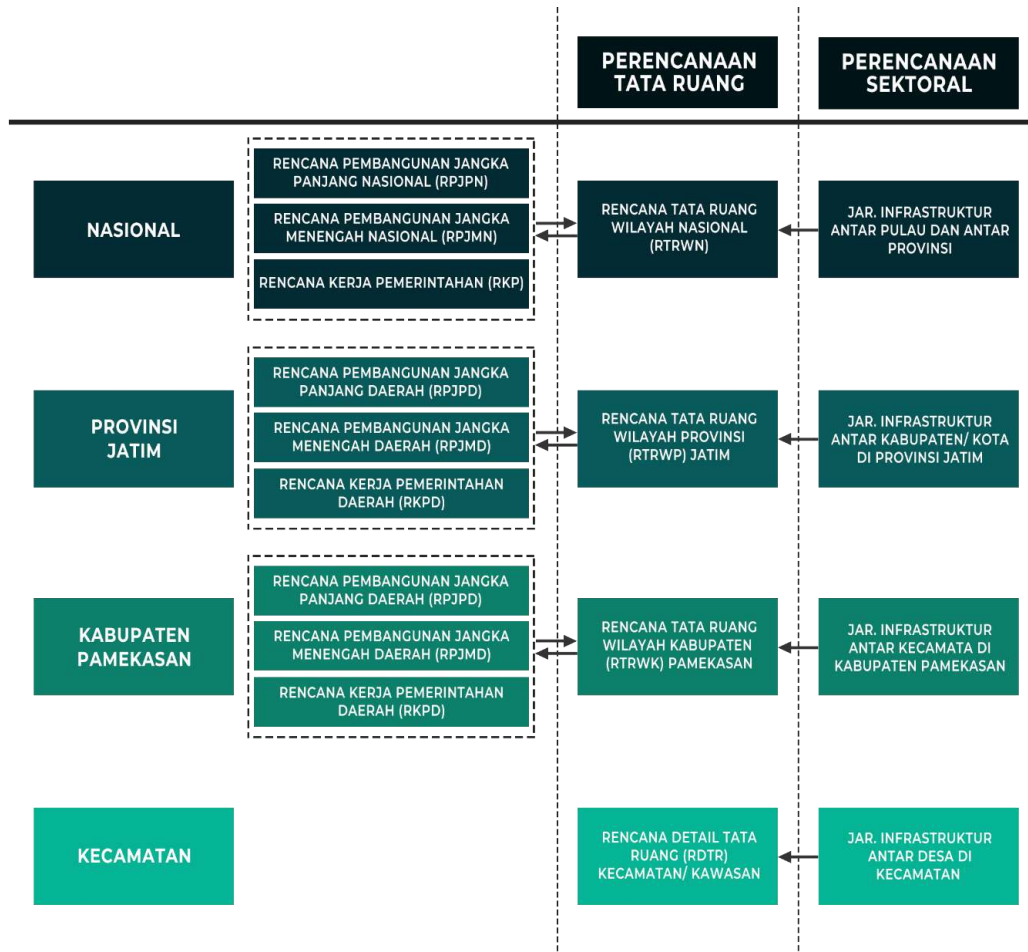 PERENCANAAN
TATA RUANG
PERENCANAAN
SEKTORAL
NASIONAL
RENCANA PEMBANGUNAN JANGKA
PANJANG NASIONAL (RPJPN)
RENCANA PEMBANGUNAN JANGKA
MENENGAH NASIONAL (RPJMN)
RENCANA KERJA PEMERINTAHAN (RKP)
RENCANA TATA RUANG
WILAYAH NASIONAL
(RTRWN)
JAR. INFRASTRUKTUR
ANTAR PULAU DAN ANTAR
PROVINSI
PROVINSI
JATIM
RENCANA PEMBANGUNAN JANGKA
PANJANG DAERAH (RPJPD)
RENCANA PEMBANGUNAN JANGKA
MENENGAH DAERAH (RPJMD)
RENCANA KERJA PEMERINTAHAN
DAERAH (RKPD)
RENCANA TATA RUANG
WILAYAH PROVINSI
(RTRWP) JATIM
JAR. INFRASTRUKTUR
ANTAR KABUPATEN/ KOTA
DI PROVINSI JATIM
KABUPATEN
PAMEKASAN
RENCANA PEMBANGUNAN JANGKA
PANJANG DAERAH (RPJPD)
RENCANA PEMBANGUNAN JANGKA
MENENGAH DAERAH (RPJMD)
RENCANA KERJA PEMERINTAHAN
DAERAH (RKPD)
RENCANA TATA RUANG
WILAYAH KABUPATEN
(RTRWK) PAMEKASAN
JAR. INFRASTRUKTUR
ANTAR KECAMATA DI
KABUPATEN PAMEKASAN
KECAMATAN
RENCANA DETAIL TATA
RUANG (RDTR)
KECAMATAN/ KAWASAN
JAR. INFRASTRUKTUR
ANTAR DESA DI
KECAMATAN